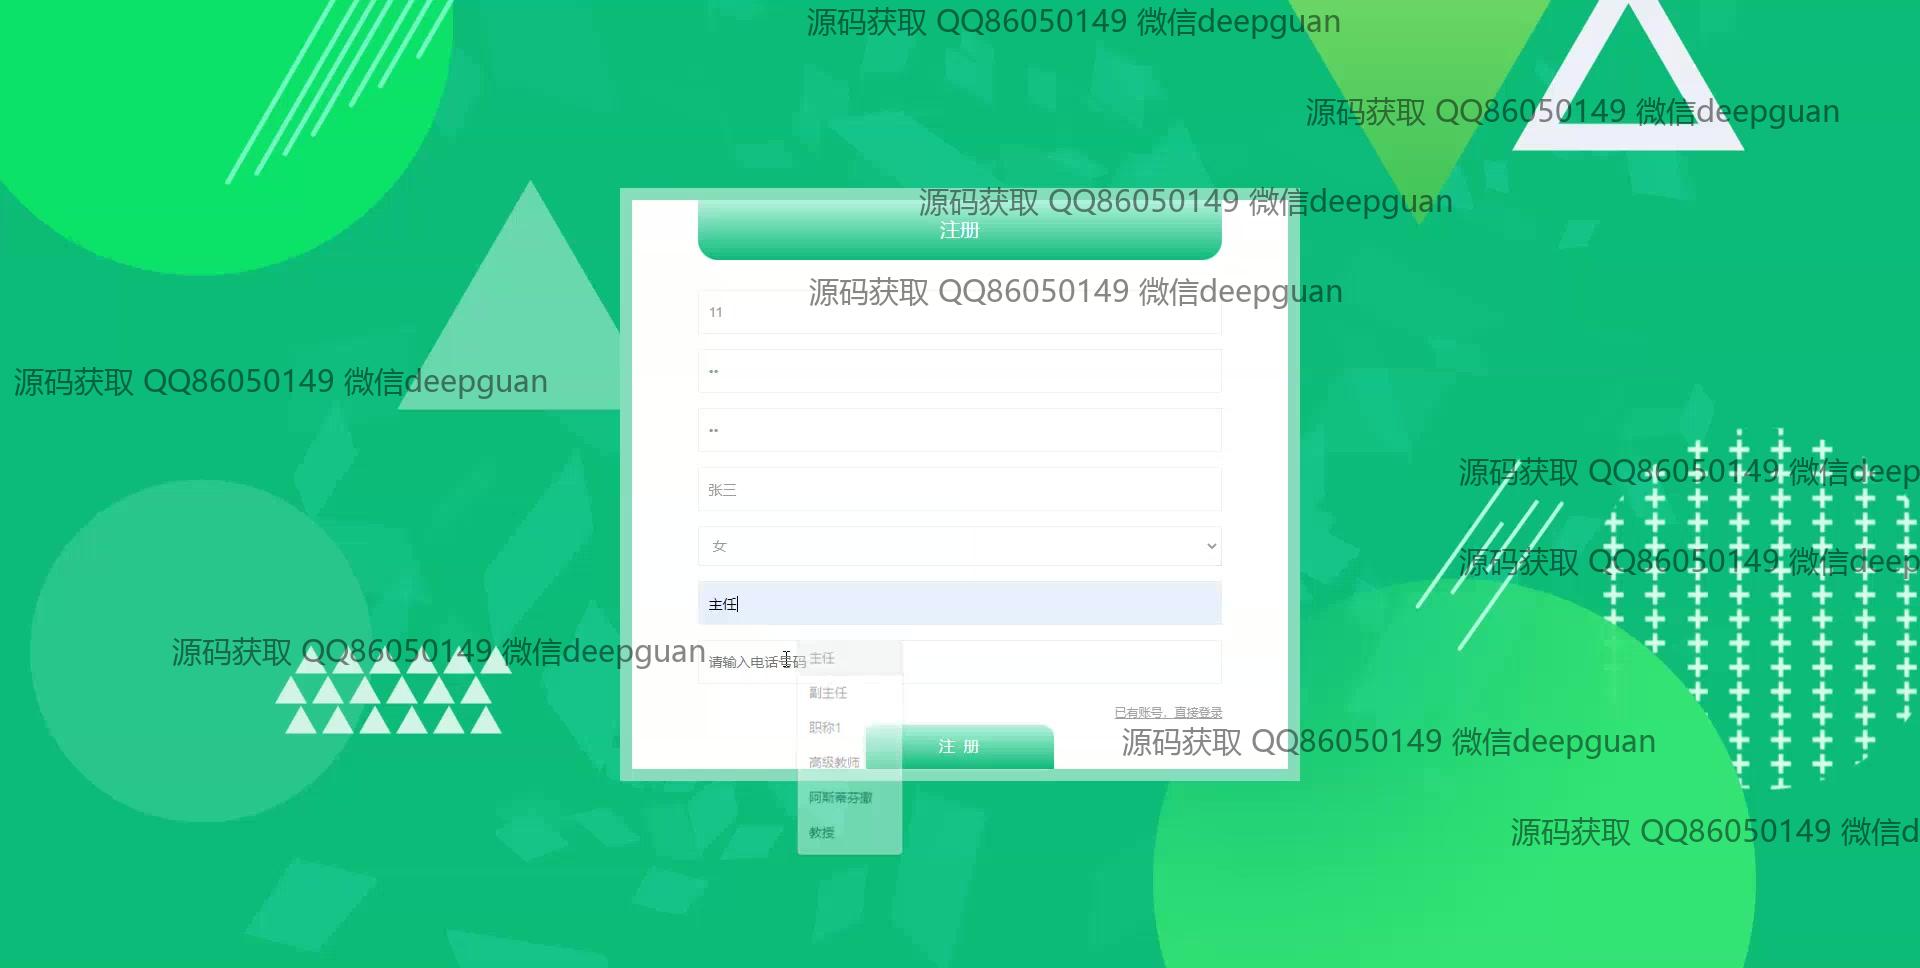 源码获取 QQ86050149 微信deepguan
源码获取 QQ86050149 微信deepguan
源码获取 QQ86050149 微信deepguan
注册
源码获取 QQ86050149 微信deepguan
11
••
源码获取 QQ86050149 微信deepguan
••
源码获取 QQ86050149 微信deep
张三
女
源码获取 QQ86050149 微信deep
主任
源码获取 QQ86050149 微信deepguan
请输入电话号码
主任
副主任
已有账号，直接登录
职称1
源码获取 QQ86050149 微信deepguan
注 册
高级教师
阿斯蒂芬撒
源码获取 QQ86050149 微信d
教授